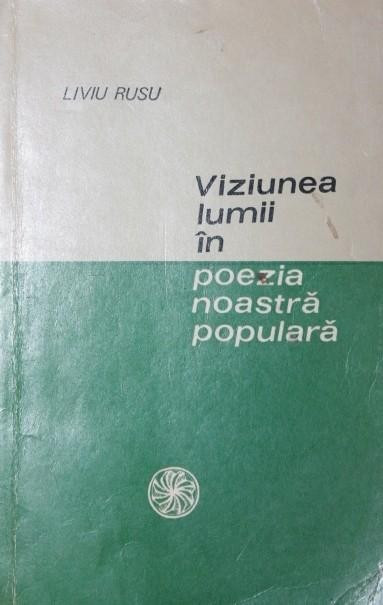 LIVIU RUSU
Viziunea
lumii
în
poezia
noastră
populară